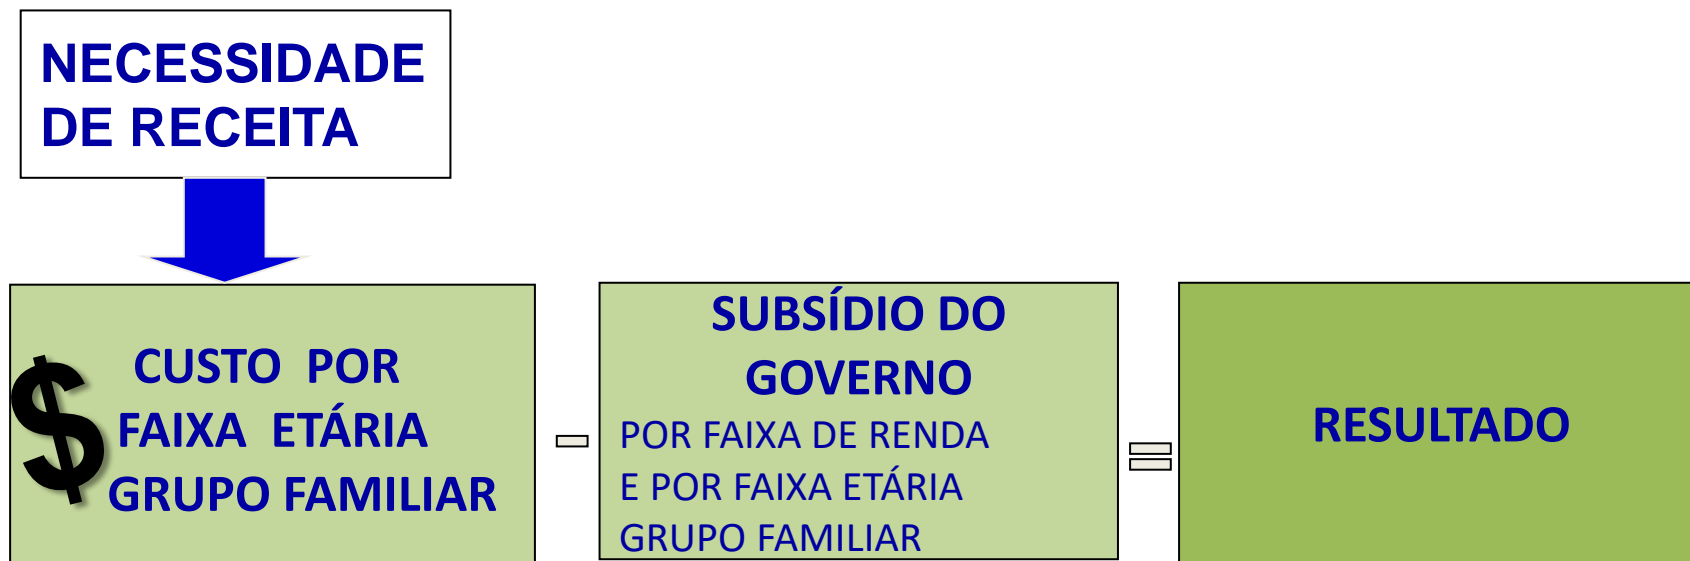 NECESSIDADE
DE RECEITA
$
CUSTO POR
FAIXA ETÁRIA
GRUPO FAMILIAR
-
SUBSÍDIO DO
GOVERNO
POR FAIXA DE RENDA
E POR FAIXA ETÁRIA
GRUPO FAMILIAR
=
RESULTADO